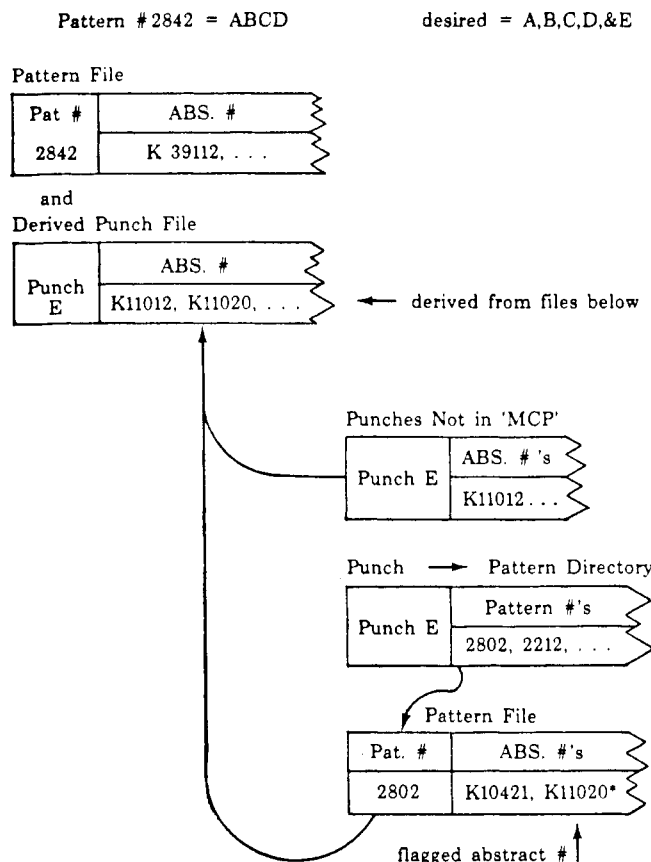 Pattern #2842 = ABCD desired = A,B,C,D,&E
Pattern File
Pat # ABS. #
2842 K 39112, . . .
and
Derived Punch File
ABS. #
Punch E K11012, K11020, . . . ← derived from files below
Punches Not in 'MCP'
Punch E ABS. # 's
K11012 . . .
Punch → Pattern Directory
Punch E Pattern #'s
2802, 2212, . . .
Pattern File
Pat. # ABS. #'s
2802 K10421, K11020*
flagged abstract #